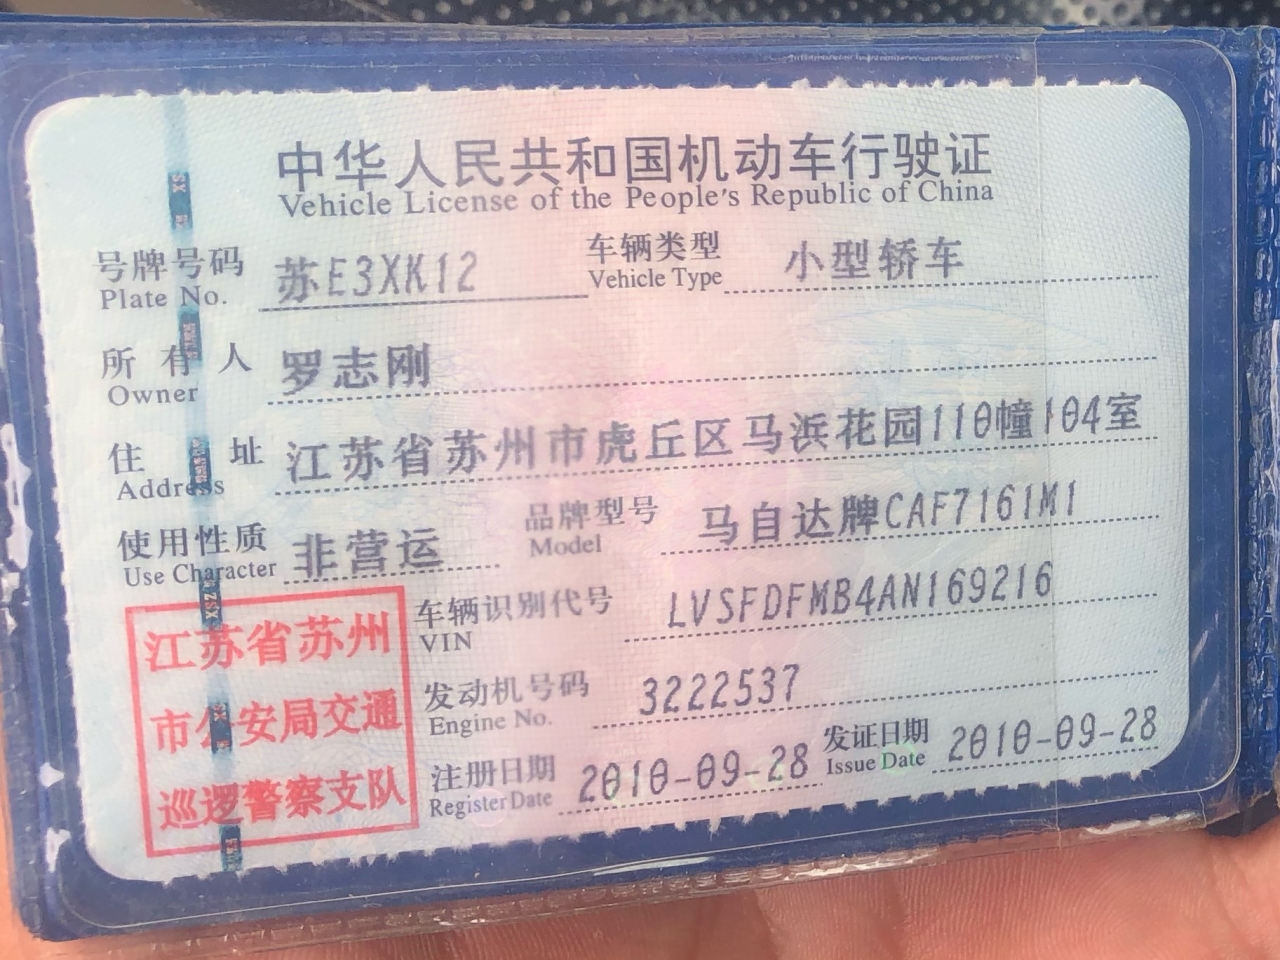 中华人民共和国机动车行驶证
Vehicle License of the People's Republic of China
号牌号码 苏E3XK12 车辆类型 小型轿车
Plate No. Vehicle Type
所有人 罗志刚
Owner
住址 江苏省苏州市虎丘区马浜花园110幢104室
Address
使用性质 非营运 品牌型号 马自达牌CAF7161M1
Use Character Model
江苏省苏州
市公安局交通
巡逻警察支队
车辆识别代号 LVSFDFMB4AN169216
VIN
发动机号码 3222537
Engine No.
注册日期 2010-09-28 发证日期 2010-09-28
Register Date Issue Date